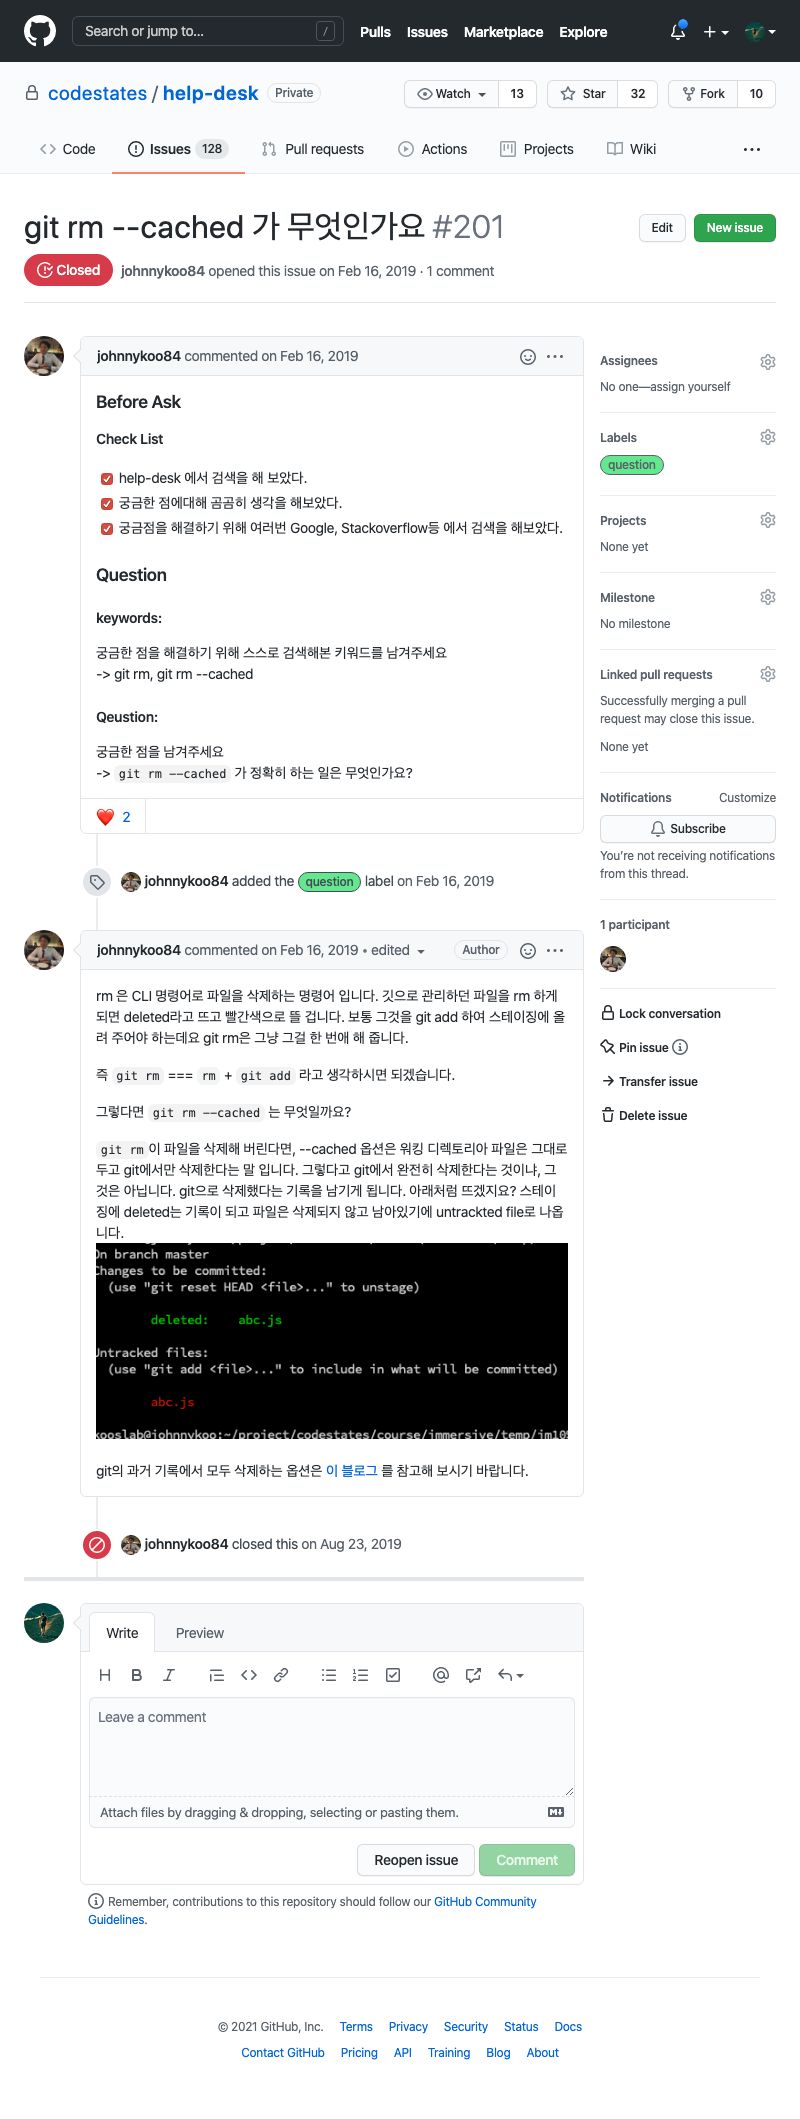 Search or jump to... /
Pulls Issues Marketplace Explore
codestates / help-desk Private
Watch 13 Star 32 Fork 10
Code Issues 128 Pull requests Actions Projects Wiki
git rm --cached 가 무엇인가요 #201
Edit New issue
Closed johnnykoo84 opened this issue on Feb 16, 2019 · 1 comment
johnnykoo84 commented on Feb 16, 2019
Before Ask
Check List
help-desk 에서 검색을 해 보았다.
궁금한 점에대해 곰곰히 생각을 해보았다.
궁금점을 해결하기 위해 여러번 Google, Stackoverflow등 에서 검색을 해보았다.
Question
keywords:
궁금한 점을 해결하기 위해 스스로 검색해본 키워드를 남겨주세요
-> git rm, git rm --cached
Qeustion:
궁금한 점을 남겨주세요
-> git rm --cached 가 정확히 하는 일은 무엇인가요?
2
johnnykoo84 added the question label on Feb 16, 2019
johnnykoo84 commented on Feb 16, 2019 • edited Author
rm 은 CLI 명령어로 파일을 삭제하는 명령어 입니다. 깃으로 관리하던 파일을 rm 하게
되면 deleted라고 뜨고 빨간색으로 뜰 겁니다. 보통 그것을 git add 하여 스테이징에 올
려 주어야 하는데요 git rm은 그냥 그걸 한 번애 해 줍니다.
즉 git rm === rm + git add 라고 생각하시면 되겠습니다.
그렇다면 git rm --cached 는 무엇일까요?
git rm이 파일을 삭제해 버린다면, --cached 옵션은 워킹 디렉토리아 파일은 그대로
두고 git에서만 삭제한다는 말 입니다. 그렇다고 git에서 완전히 삭제한다는 것이냐, 그
것은 아닙니다. git으로 삭제했다는 기록을 남기게 됩니다. 아래처럼 뜨겠지요? 스테이
징에 deleted는 기록이 되고 파일은 삭제되지 않고 남아있기에 untrackted file로 나옵
니다.
On branch master
Changes to be committed:
(use "git reset HEAD <file>..." to unstage)
deleted: abc.js
Untracked files:
(use "git add <file>..." to include in what will be committed)
abc.js
kooslab@johnnykoo:~/project/codestates/course/immersive/temp/im10
git의 과거 기록에서 모두 삭제하는 옵션은 이 블로그 를 참고해 보시기 바랍니다.
johnnykoo84 closed this on Aug 23, 2019
Write Preview
H B I
Leave a comment
Attach files by dragging & dropping, selecting or pasting them.
Reopen issue Comment
Remember, contributions to this repository should follow our GitHub Community
Guidelines.
Assignees
No one—assign yourself
Labels
question
Projects
None yet
Milestone
No milestone
Linked pull requests
Successfully merging a pull
request may close this issue.
None yet
Notifications Customize
Subscribe
You're not receiving notifications
from this thread.
1 participant
Lock conversation
Pin issue
Transfer issue
Delete issue
© 2021 GitHub, Inc. Terms Privacy Security Status Docs
Contact GitHub Pricing API Training Blog About